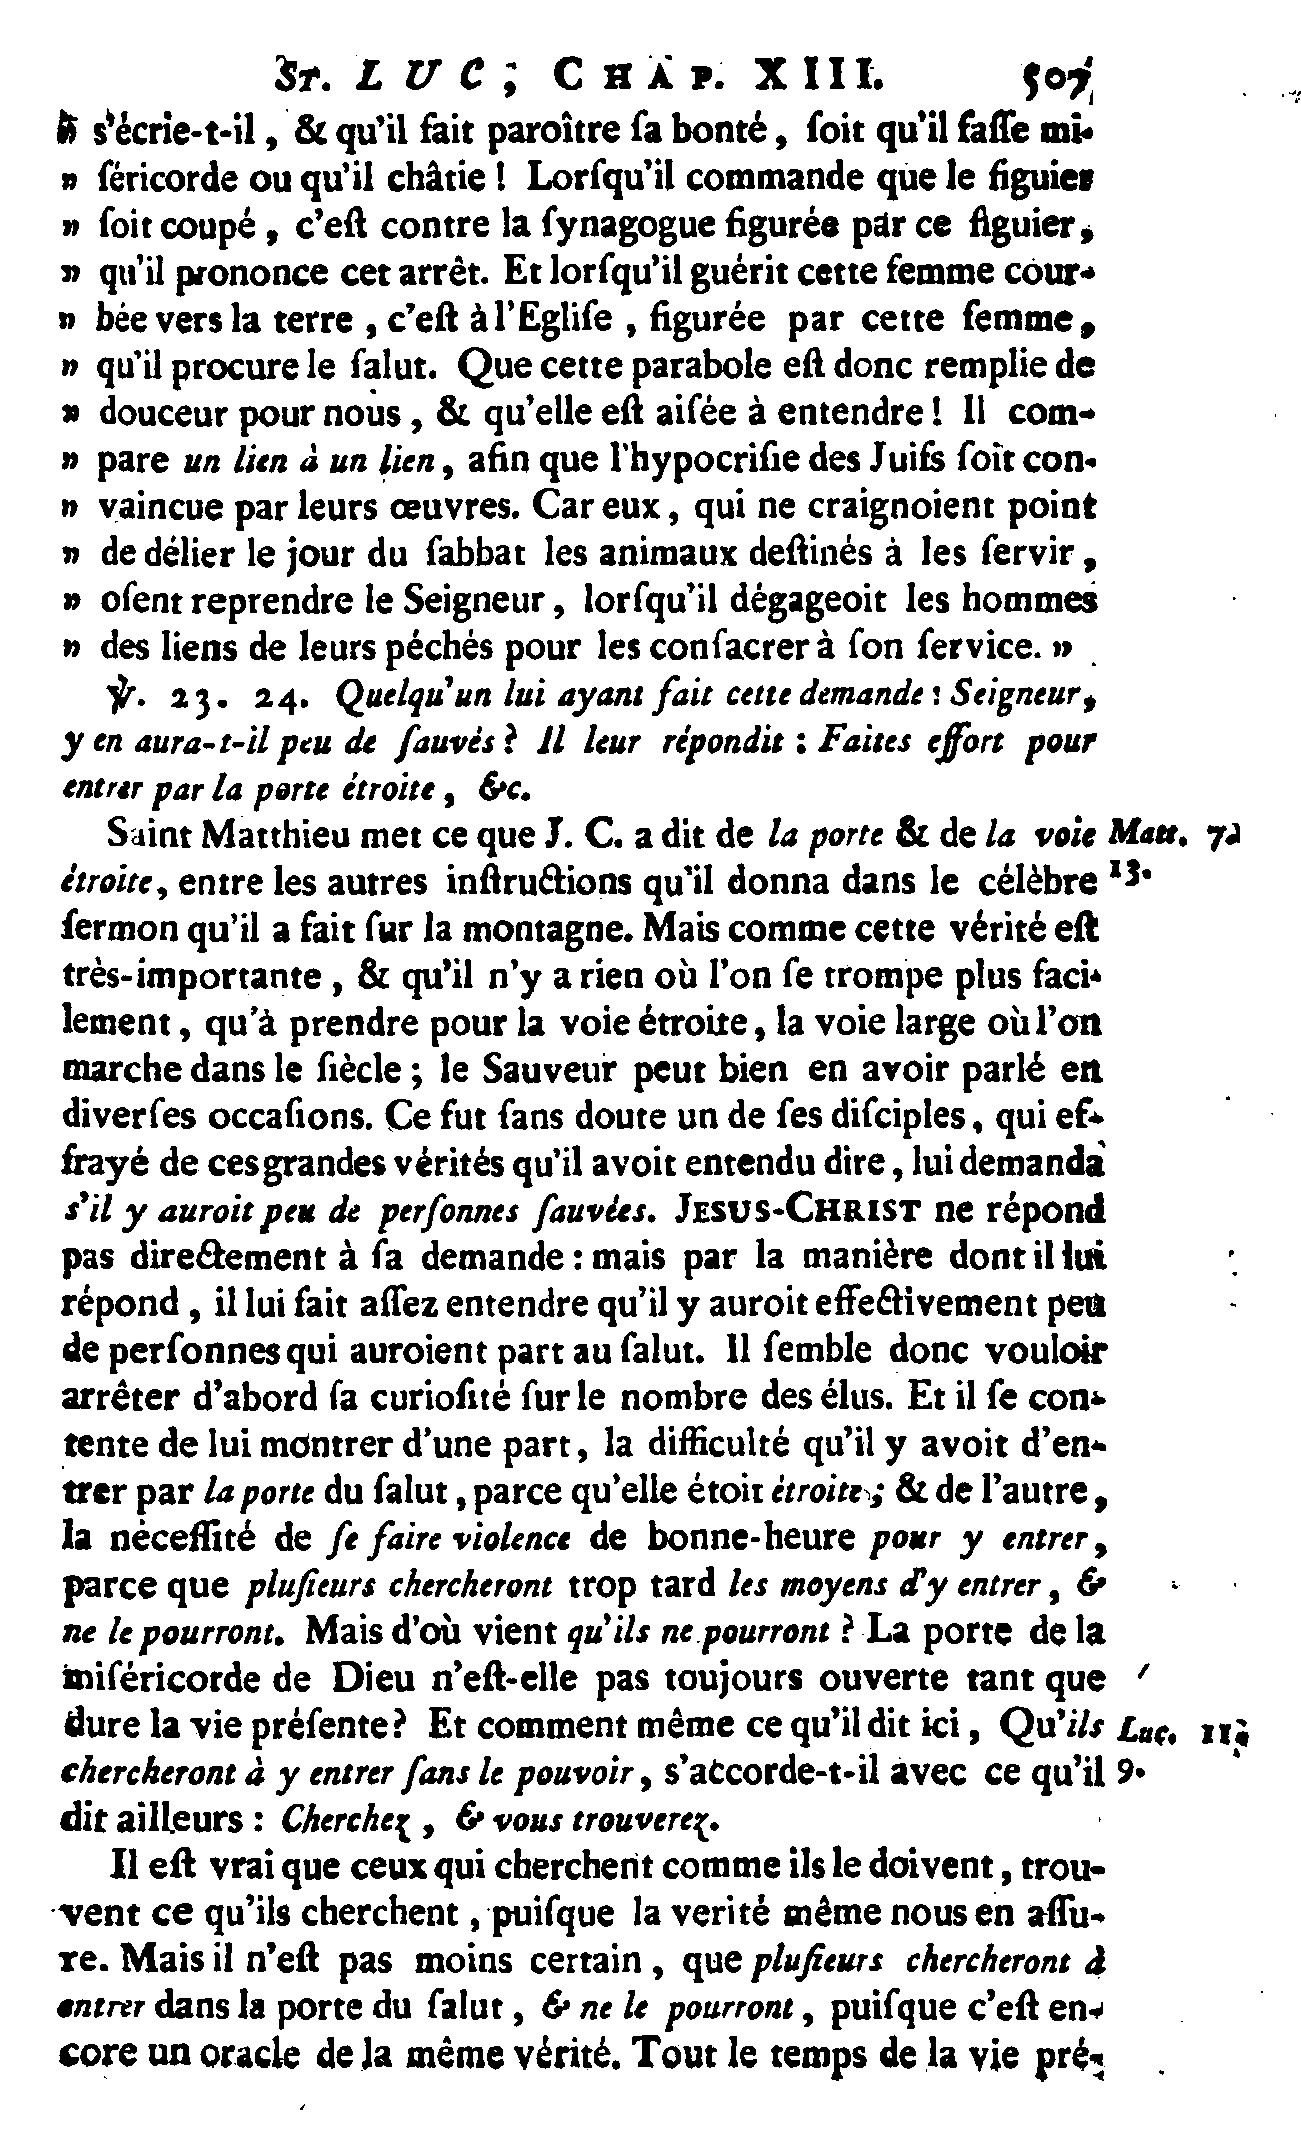 St. LUC, CHAP. XIII. 507
» s'écrie-t-il, & qu'il fait paroître ſa bonté, ſoit qu'il faſſe mi-
» ſéricorde ou qu'il châtie ! Lorſqu'il commande que le figuier
» ſoit coupé, c'eſt contre la ſynagogue figurée par ce figuier,
» qu'il prononce cet arrêt. Et lorſqu'il guérit cette femme cour-
» bée vers la terre, c'eſt à l'Egliſe, figurée par cette femme,
» qu'il procure le ſalut. Que cette parabole eſt donc remplie de
» douceur pour nous, & qu'elle eſt aiſée à entendre ! Il com-
» pare un lien à un lien, afin que l'hypocriſie des Juifs ſoit con-
» vaincue par leurs œuvres. Car eux, qui ne craignoient point
» de délier le jour du ſabbat les animaux deſtinés à les ſervir,
» oſent reprendre le Seigneur, lorſqu'il dégageoit les hommes
» des liens de leurs péchés pour les conſacrer à ſon ſervice. »
℣. 23. 24. Quelqu'un lui ayant fait cette demande : Seigneur,
y en aura-t-il peu de ſauvés ? Il leur répondit : Faites effort pour
entrer par la porte étroite, &c.
Saint Matthieu met ce que J. C. a dit de la porte & de la voie Matt. 7.
étroite, entre les autres inſtructions qu'il donna dans le célèbre 13.
ſermon qu'il a fait ſur la montagne. Mais comme cette vérité eſt
très-importante, & qu'il n'y a rien où l'on ſe trompe plus faci-
lement, qu'à prendre pour la voie étroite, la voie large où l'on
marche dans le ſiècle ; le Sauveur peut bien en avoir parlé en
diverſes occaſions. Ce fut ſans doute un de ſes diſciples, qui ef-
frayé de ces grandes vérités qu'il avoit entendu dire, lui demanda
s'il y auroit peu de perſonnes ſauvées. JESUS-CHRIST ne répond
pas directement à ſa demande : mais par la manière dont il lui
répond, il lui fait aſſez entendre qu'il y auroit effectivement peu
de perſonnes qui auroient part au ſalut. Il ſemble donc vouloir
arrêter d'abord ſa curioſité ſur le nombre des élus. Et il ſe con-
tente de lui montrer d'une part, la difficulté qu'il y avoit d'en-
trer par la porte du ſalut, parce qu'elle étoit étroite ; & de l'autre,
la néceſſité de ſe faire violence de bonne-heure pour y entrer,
parce que pluſieurs chercheront trop tard les moyens d'y entrer, &
ne le pourront. Mais d'où vient qu'ils ne pourront ? La porte de la
miſéricorde de Dieu n'eſt-elle pas toujours ouverte tant que
dure la vie préſente ? Et comment même ce qu'il dit ici, Qu'ils Luc. 11.
chercheront à y entrer ſans le pouvoir, s'accorde-t-il avec ce qu'il 9.
dit ailleurs : Cherchez, & vous trouverez.
Il eſt vrai que ceux qui cherchent comme ils le doivent, trou-
vent ce qu'ils cherchent, puiſque la verité même nous en aſſu-
re. Mais il n'eſt pas moins certain, que pluſieurs chercheront à
entrer dans la porte du ſalut, & ne le pourront, puiſque c'eſt en-
core un oracle de la même vérité. Tout le temps de la vie pré-